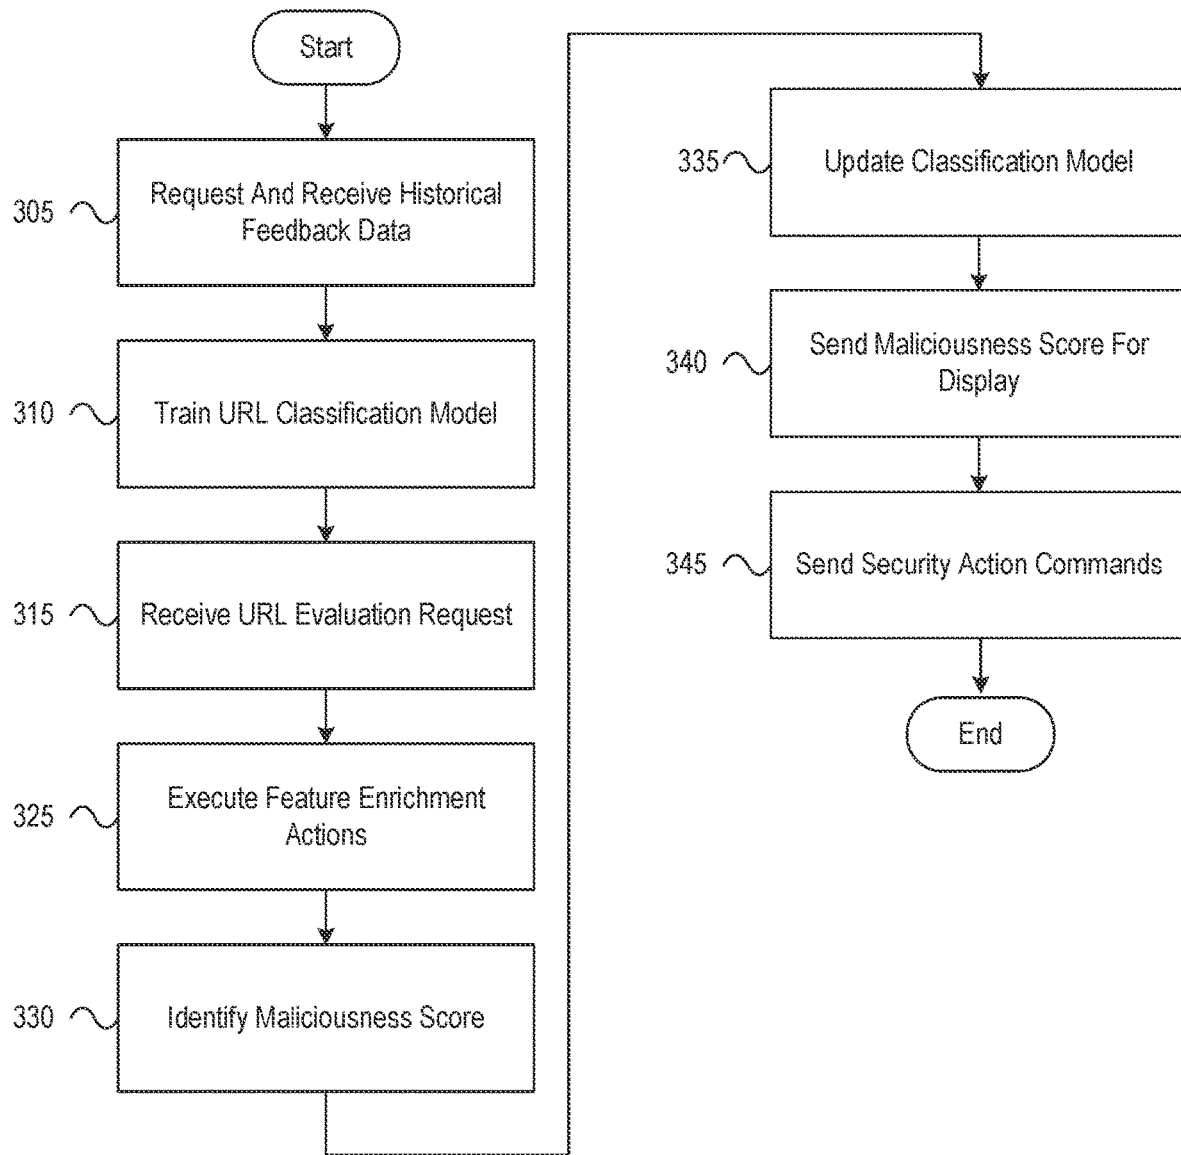 Start
305
Request And Receive Historical
Feedback Data
310
Train URL Classification Model
315
Receive URL Evaluation Request
325
Execute Feature Enrichment
Actions
330
Identify Maliciousness Score
335
Update Classification Model
340
Send Maliciousness Score For
Display
345
Send Security Action Commands
End